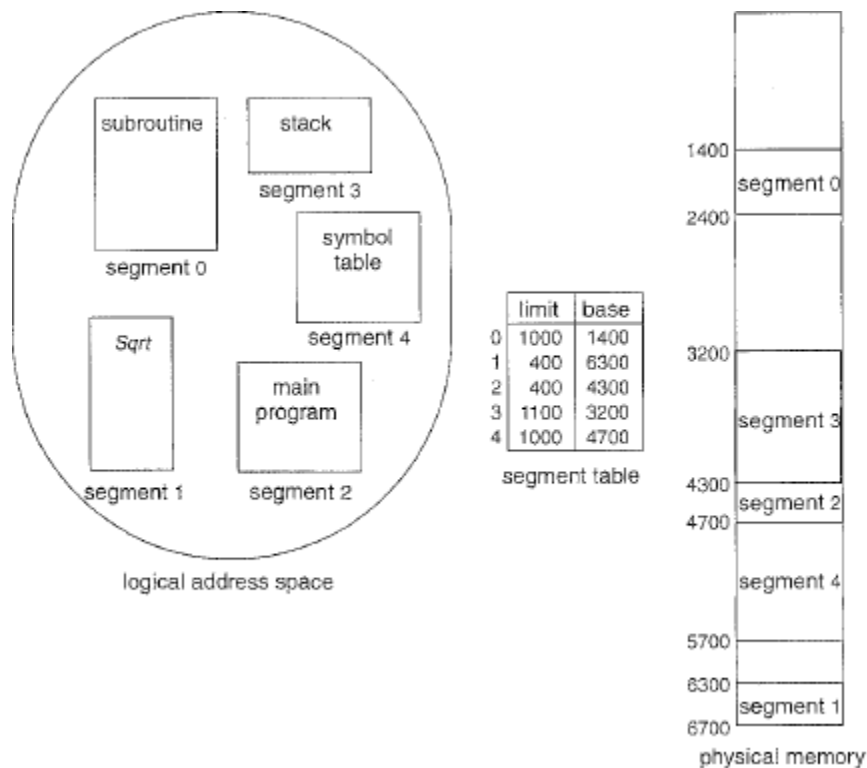 subroutine
segment 0
stack
segment 3
symbol
table
segment 4
Sqrt
segment 1
main
program
segment 2
logical address space
limit base
0 1000 1400
1 400 6300
2 400 4300
3 1100 3200
4 1000 4700
segment table
1400
segment 0
2400
3200
segment 3
4300
segment 2
4700
segment 4
5700
6300
segment 1
6700
physical memory